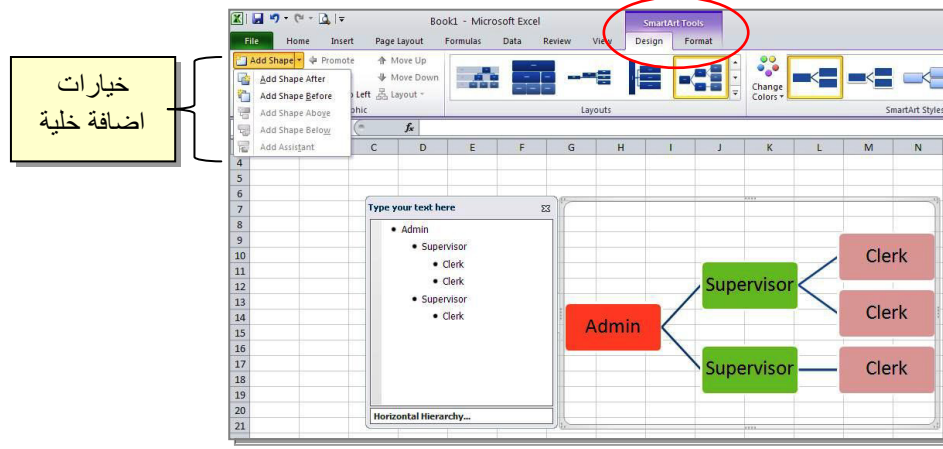 Book1 - Microsoft Excel
SmartArt Tools
File Home Insert Page Layout Formulas Data Review View Design Format
Add Shape Promote Move Up
Add Shape After
Move Down
Add Shape Before
Left Layout
Add Shape Above
Add Shape Below
Add Assistant
Layouts
Change
Colors
SmartArt Styles
خيارات
اضافة خلية
fx
C D E F G H I J K L M N
4
5
6
7
8
9
10
11
12
13
14
15
16
17
18
19
20
21
Type your text here
• Admin
• Supervisor
• Clerk
• Clerk
• Supervisor
• Clerk
Horizontal Hierarchy...
Admin
Supervisor
Supervisor
Clerk
Clerk
Clerk